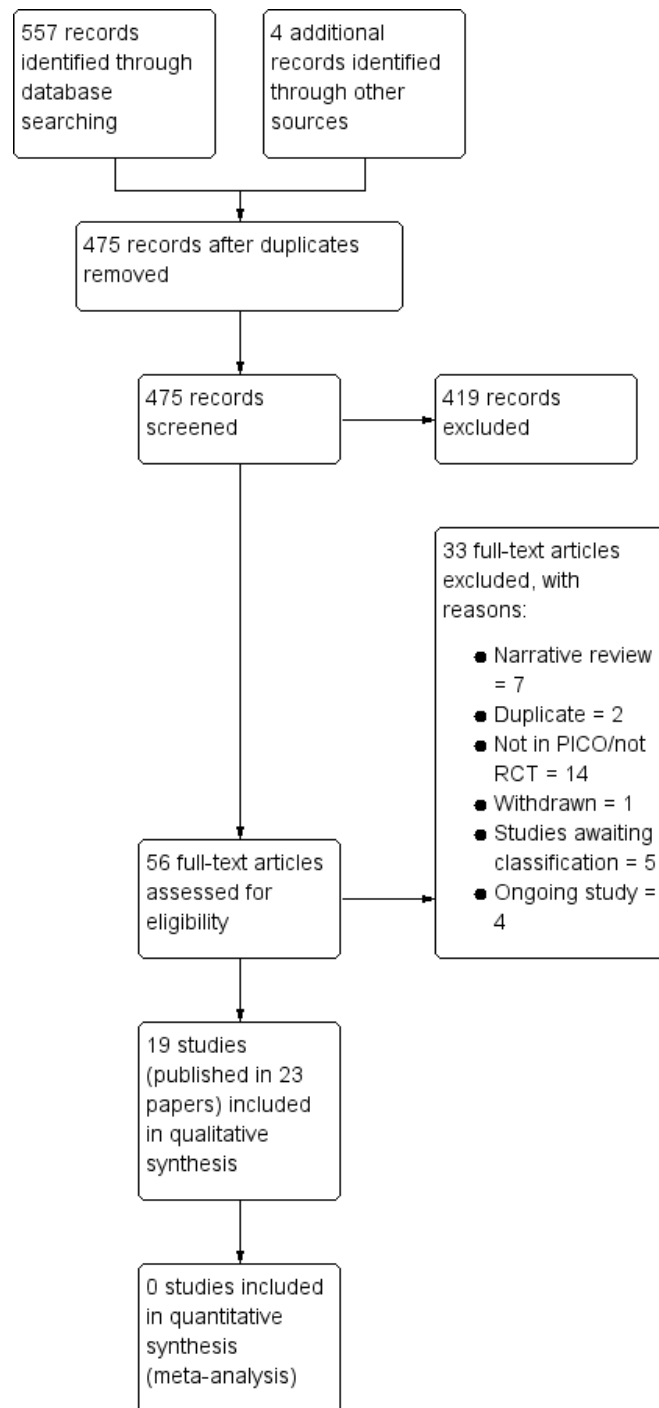 557 records
identified through
database
searching
4 additional
records identified
through other
sources
475 records after duplicates
removed
475 records
screened
419 records
excluded
33 full-text articles
excluded, with
reasons:
● Narrative review
= 7
● Duplicate = 2
● Not in PICO/not
RCT = 14
● Withdrawn = 1
● Studies awaiting
classification = 5
● Ongoing study =
4
56 full-text articles
assessed for
eligibility
19 studies
(published in 23
papers) included
in qualitative
synthesis
0 studies included
in quantitative
synthesis
(meta-analysis)